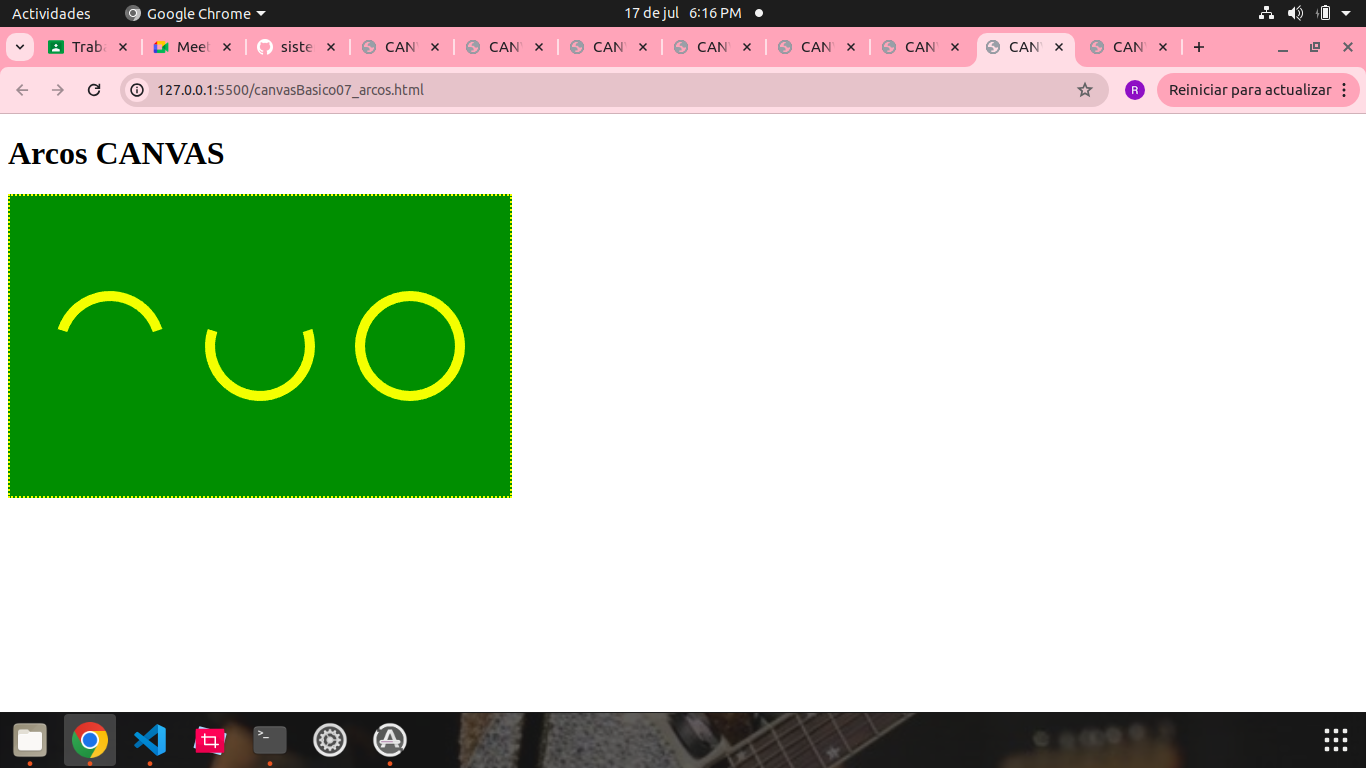 Actividades Google Chrome 17 de jul 6:16 PM
Trab Meet siste CAN CAN CAN CAN CAN CAN CAN CAN
127.0.0.1:5500/canvasBasico07_arcos.html R Reiniciar para actualizar
Arcos CANVAS